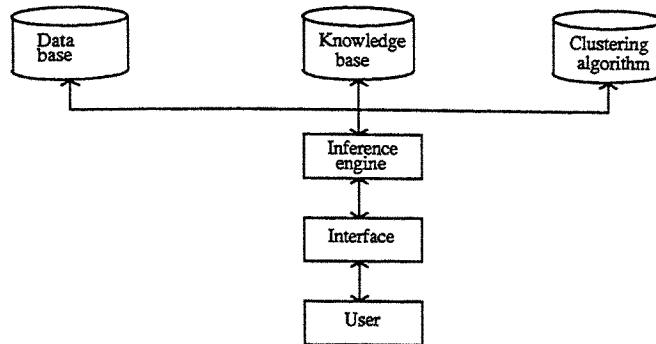 Data
base
Knowledge
base
Clustering
algorithm
Inference
engine
Interface
User